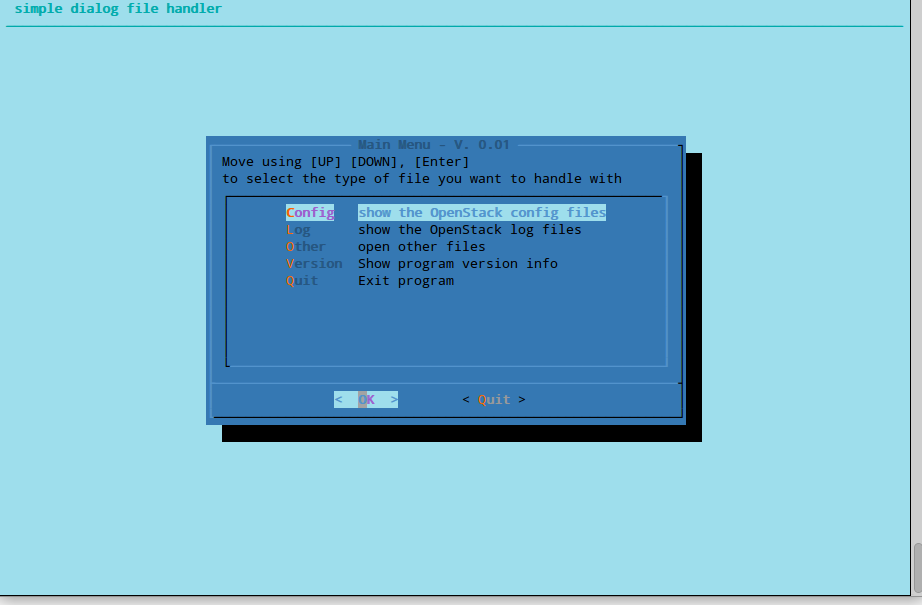 simple dialog file handler
Main Menu - V. 0.01
Move using [UP] [DOWN], [Enter]
to select the type of file you want to handle with
Config show the OpenStack config files
Log show the OpenStack log files
Other open other files
Version Show program version info
Quit Exit program
< OK > < Quit >